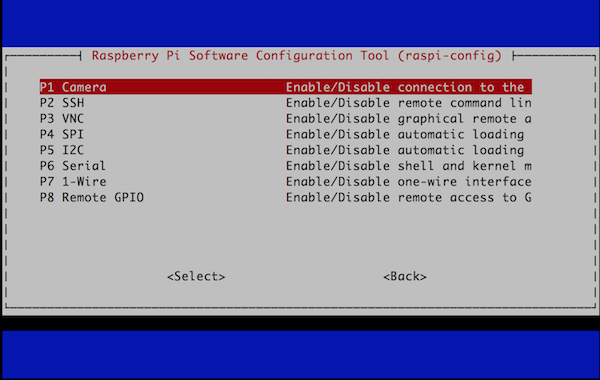 Raspberry Pi Software Configuration Tool (raspi-config)
P1 Camera Enable/Disable connection to the
P2 SSH Enable/Disable remote command lin
P3 VNC Enable/Disable graphical remote a
P4 SPI Enable/Disable automatic loading
P5 I2C Enable/Disable automatic loading
P6 Serial Enable/Disable shell and kernel m
P7 1-Wire Enable/Disable one-wire interface
P8 Remote GPIO Enable/Disable remote access to G
<Select> <Back>